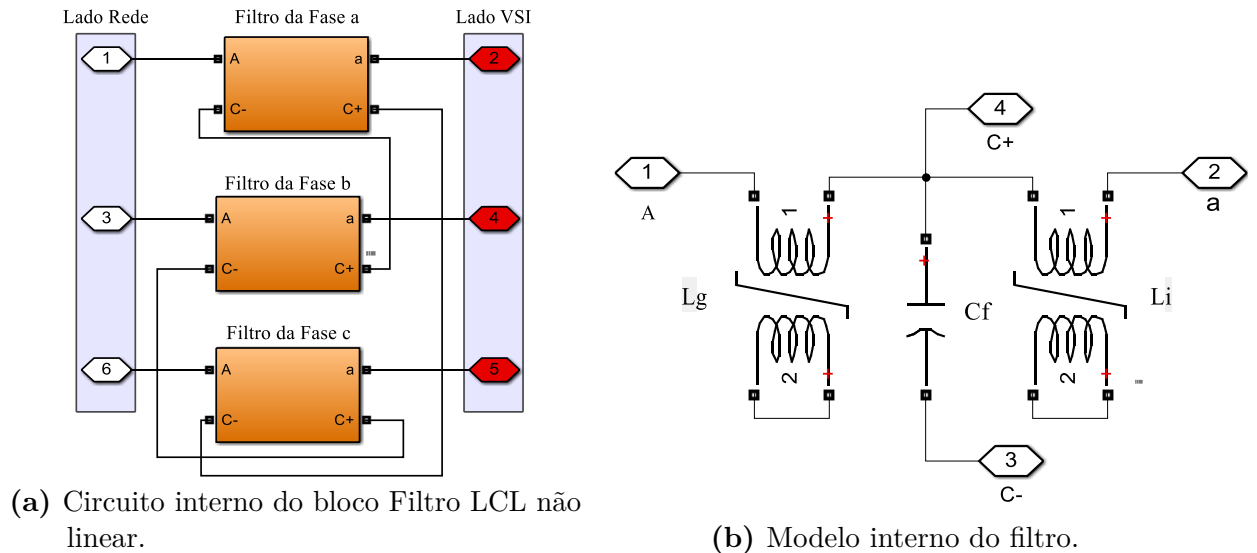 Lado Rede
Filtro da Fase a
Lado VSI
1
A
a
2
C-
C+
Filtro da Fase b
3
A
a
4
C-
C+
Filtro da Fase c
6
A
a
5
C-
C+
(a) Circuito interno do bloco Filtro LCL não
linear.
4
C+
1
A
2
a
1
1
Lg
Cf
Li
2
2
3
C-
(b) Modelo interno do filtro.